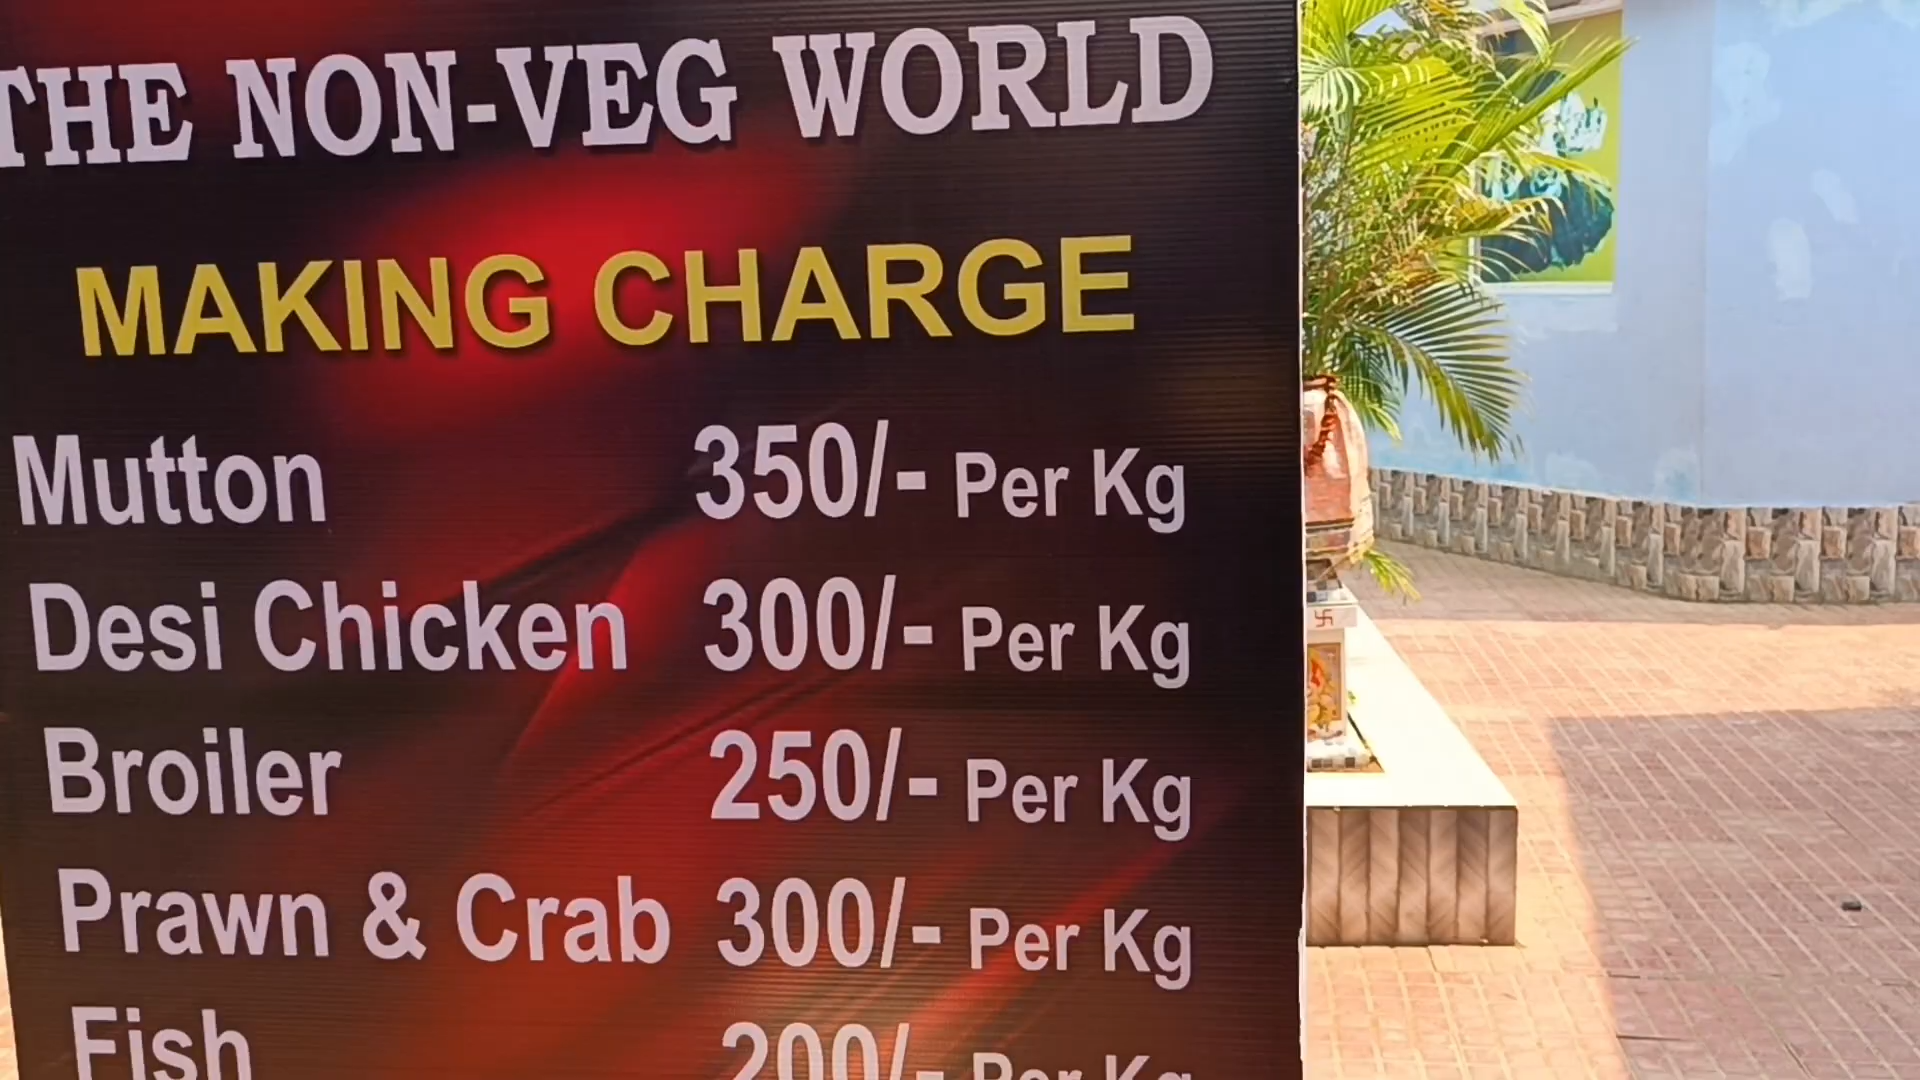 THE NON-VEG WORLD
MAKING CHARGE
Mutton 350/- Per Kg
Desi Chicken 300/- Per Kg
Broiler 250/- Per Kg
Prawn & Crab 300/- Per Kg
Fish 200/- Per Kg